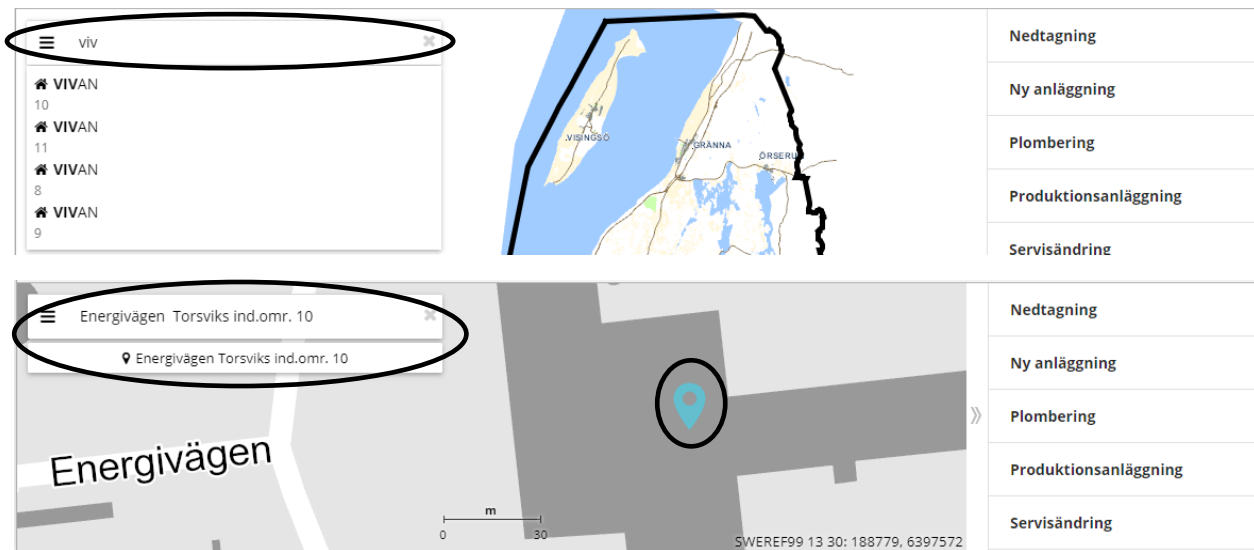 viv
VIVAN
10
VIVAN
11
VIVAN
8
VIVAN
9
VISINGSÖ
GRÄNNA
ÖRSERU
Nedtagning
Ny anläggning
Plombering
Produktionsanläggning
Servisändring
Energivägen Torsviks ind.omr. 10
Energivägen Torsviks ind.omr. 10
Energivägen
m
0 30
SWEREF99 13 30: 188779, 6397572
Nedtagning
Ny anläggning
Plombering
Produktionsanläggning
Servisändring